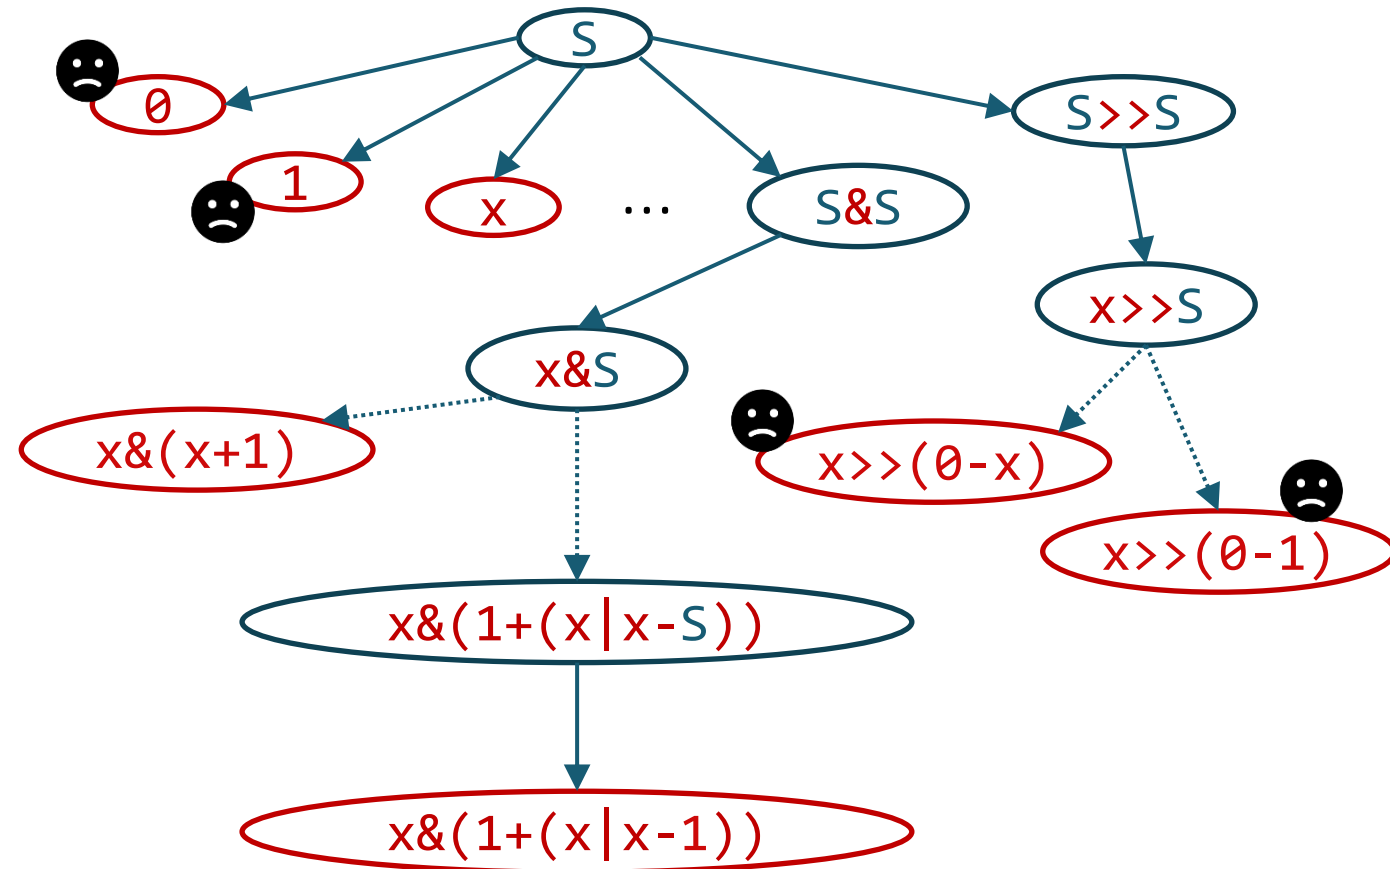 S
0
S>>S
1
x
...
S&S
x>>S
x&S
x&(x+1)
x>>(0-x)
x>>(0-1)
x&(1+(x|x-S))
x&(1+(x|x-1))